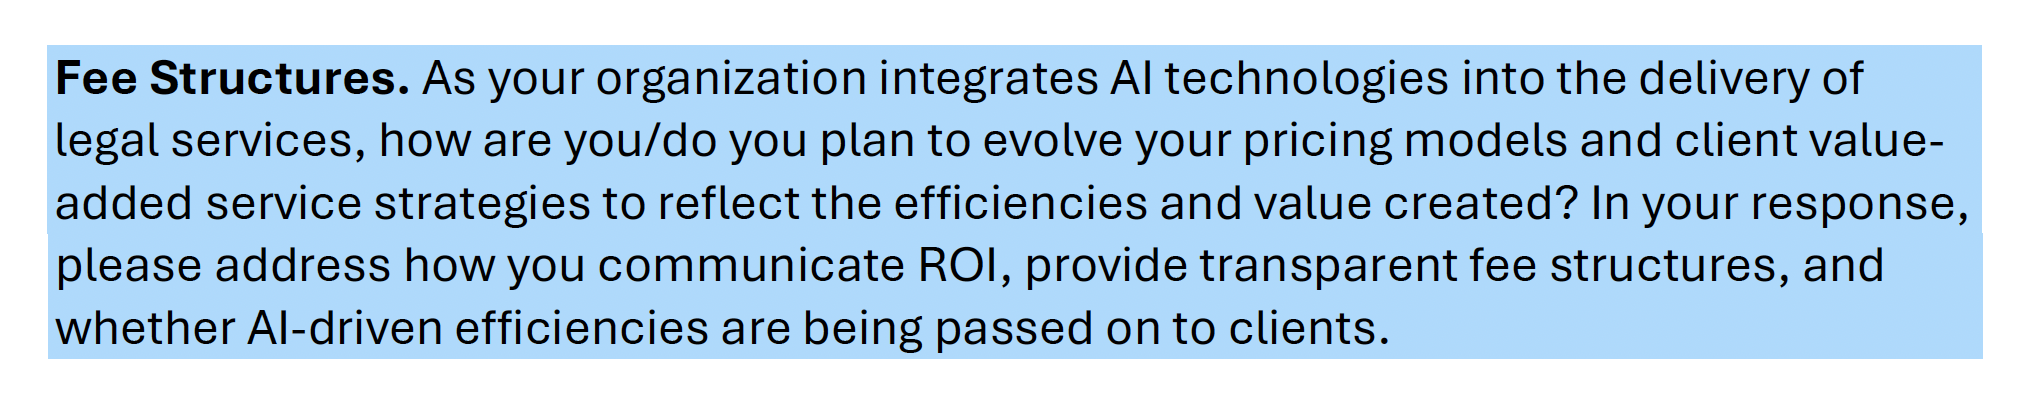 Fee Structures. As your organization integrates AI technologies into the delivery of
legal services, how are you/do you plan to evolve your pricing models and client value-
added service strategies to reflect the efficiencies and value created? In your response,
please address how you communicate ROI, provide transparent fee structures, and
whether AI-driven efficiencies are being passed on to clients.